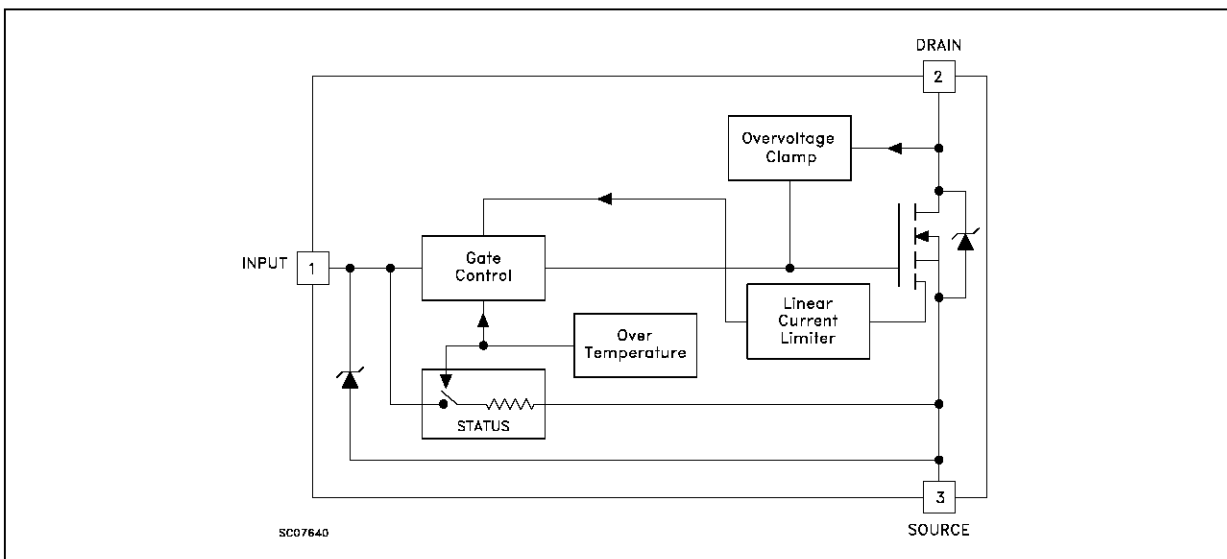 DRAIN
2
Overvoltage
Clamp
INPUT
1
Gate
Control
Linear
Current
Limiter
Over
Temperature
STATUS
3
SOURCE
SC07640